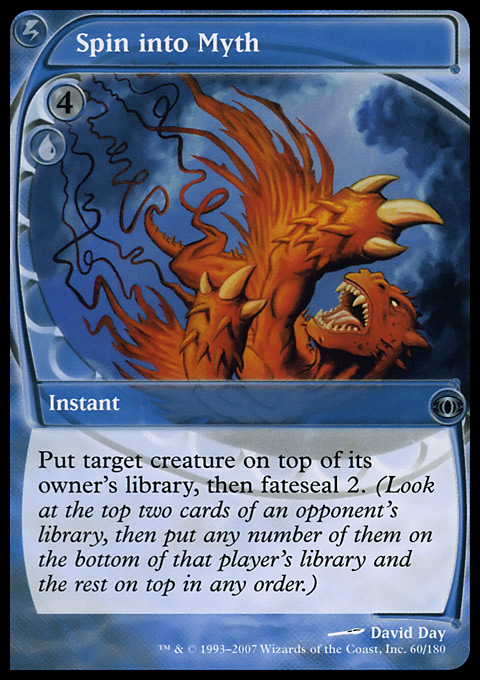 Spin into Myth
4
Instant
Put target creature on top of its
owner's library, then fateseal 2. (Look
at the top two cards of an opponent's
library, then put any number of them on
the bottom of that player's library and
the rest on top in any order.)
David Day
™ & © 1993–2007 Wizards of the Coast, Inc. 60/180